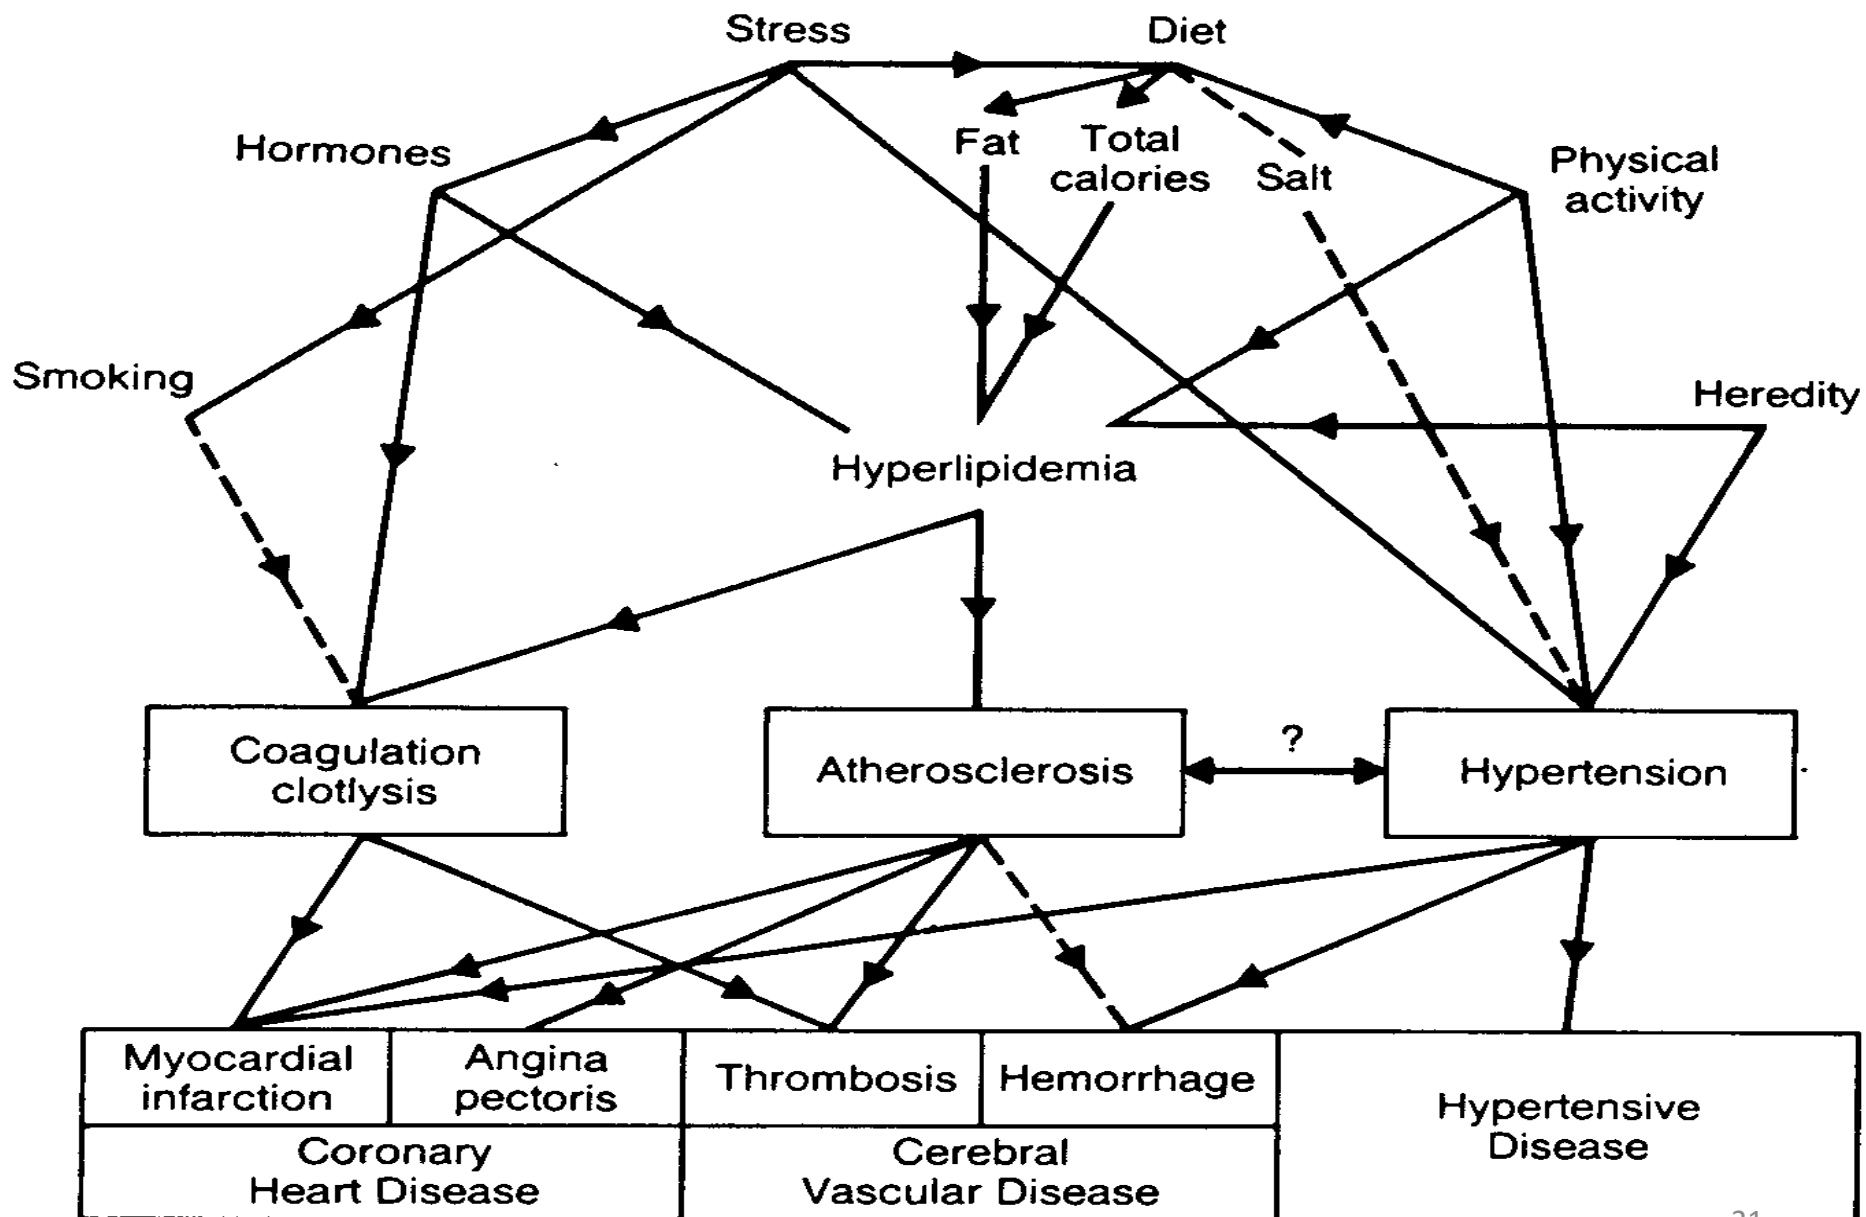 Stress
Diet
Hormones
Fat
Total
calories
Salt
Physical
activity
Smoking
Heredity
Hyperlipidemia
Coagulation
clotlysis
Atherosclerosis
?
Hypertension
Myocardial
infarction
Angina
pectoris
Thrombosis
Hemorrhage
Hypertensive
Disease
Coronary
Heart Disease
Cerebral
Vascular Disease